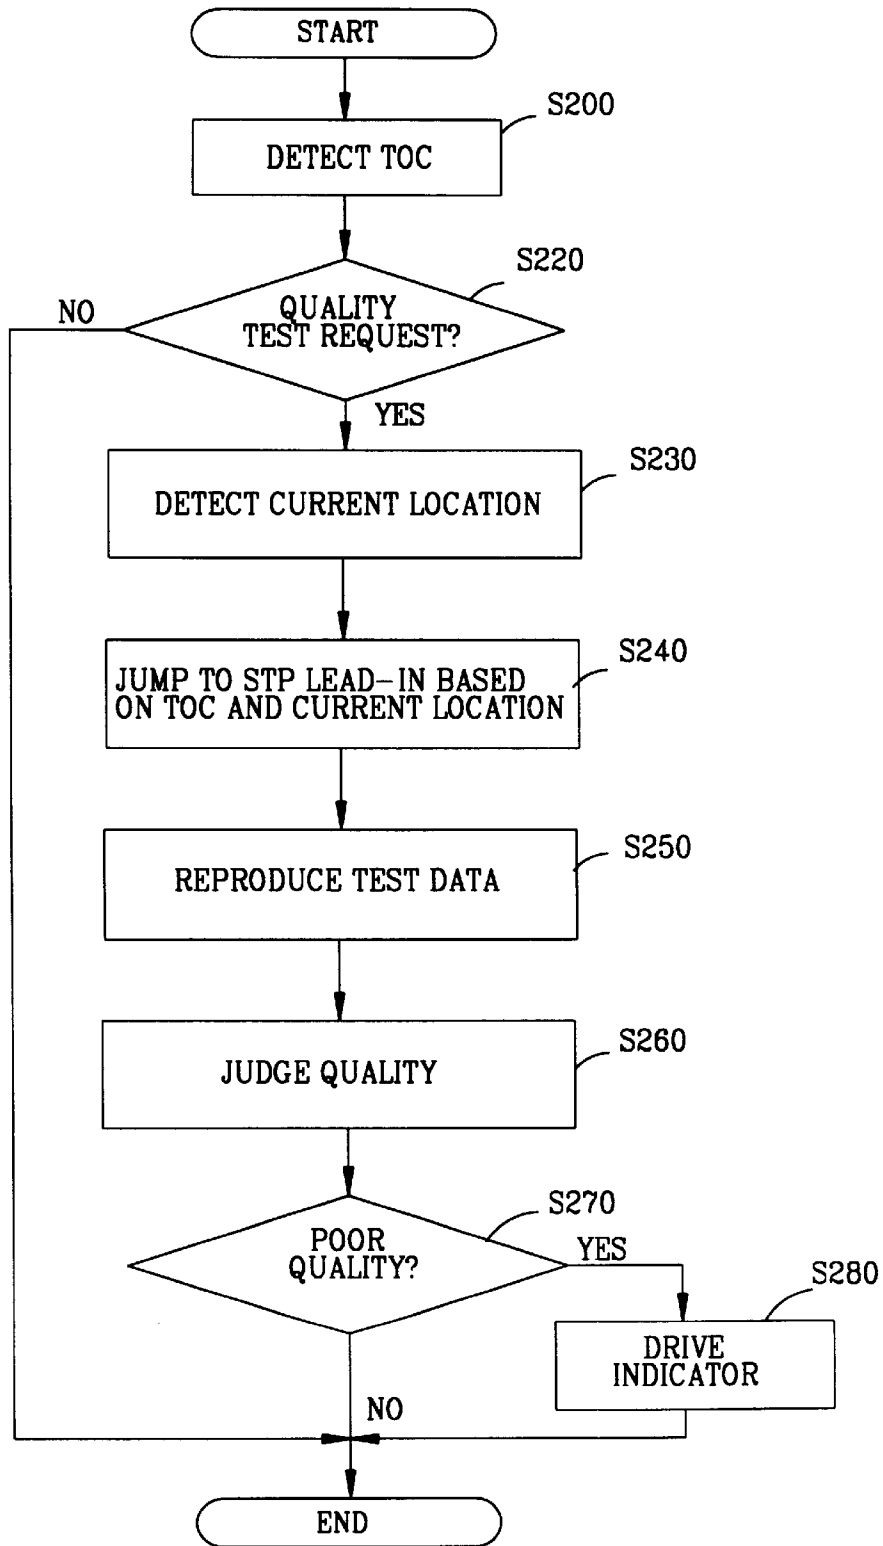 START
S200
DETECT TOC
S220
NO
QUALITY
TEST REQUEST?
YES
S230
DETECT CURRENT LOCATION
S240
JUMP TO STP LEAD-IN BASED
ON TOC AND CURRENT LOCATION
S250
REPRODUCE TEST DATA
S260
JUDGE QUALITY
S270
POOR
QUALITY?
YES
S280
DRIVE
INDICATOR
NO
END